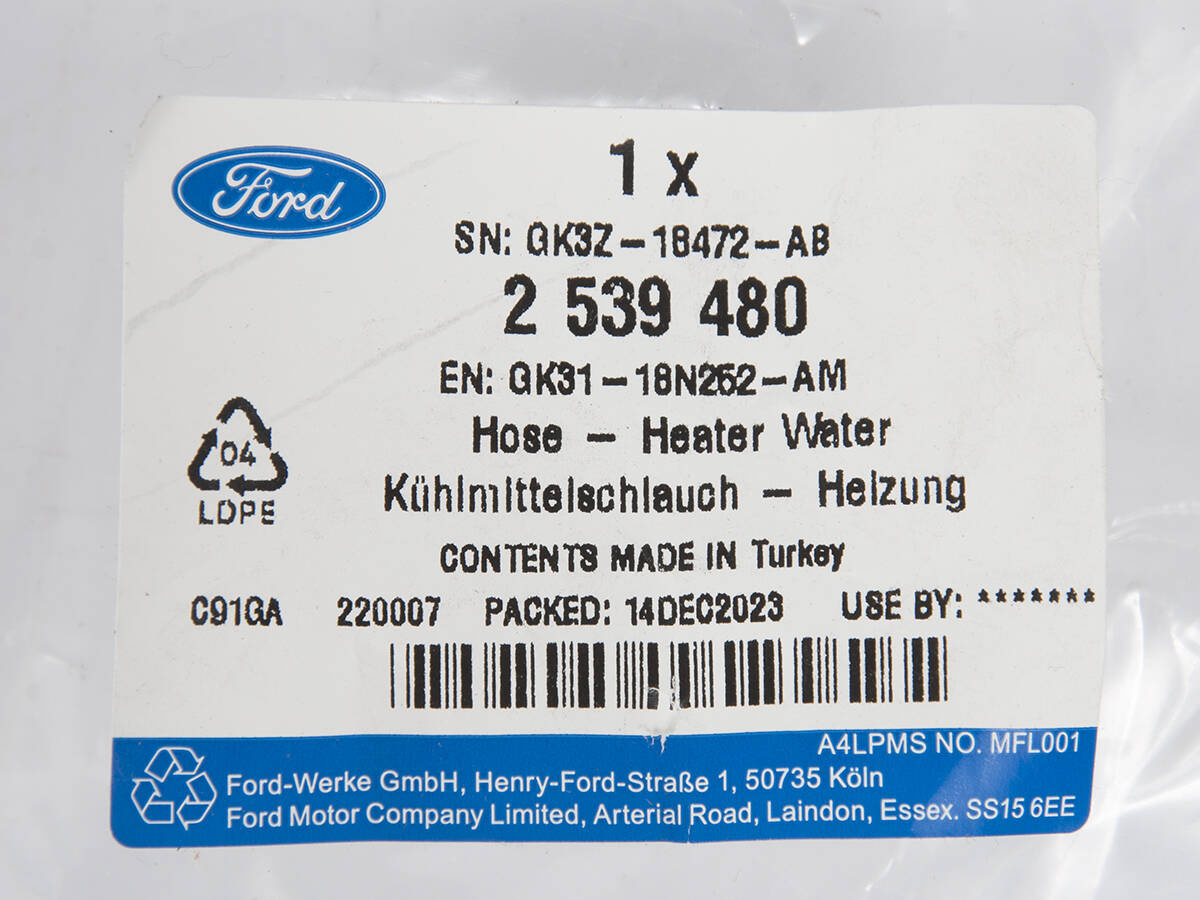 Ford
1 x
SN: GK3Z-18472-AB
2 539 480
EN: GK31-18N262-AM
Hose - Heater Water
Kühlmittelschlauch - Heizung
04
LDPE
CONTENTS MADE IN Turkey
C91GA 220007 PACKED: 14DEC2023 USE BY: *******
A4LPMS NO. MFL001
Ford-Werke GmbH, Henry-Ford-Straße 1, 50735 Köln
Ford Motor Company Limited, Arterial Road, Laindon, Essex. SS15 6EE